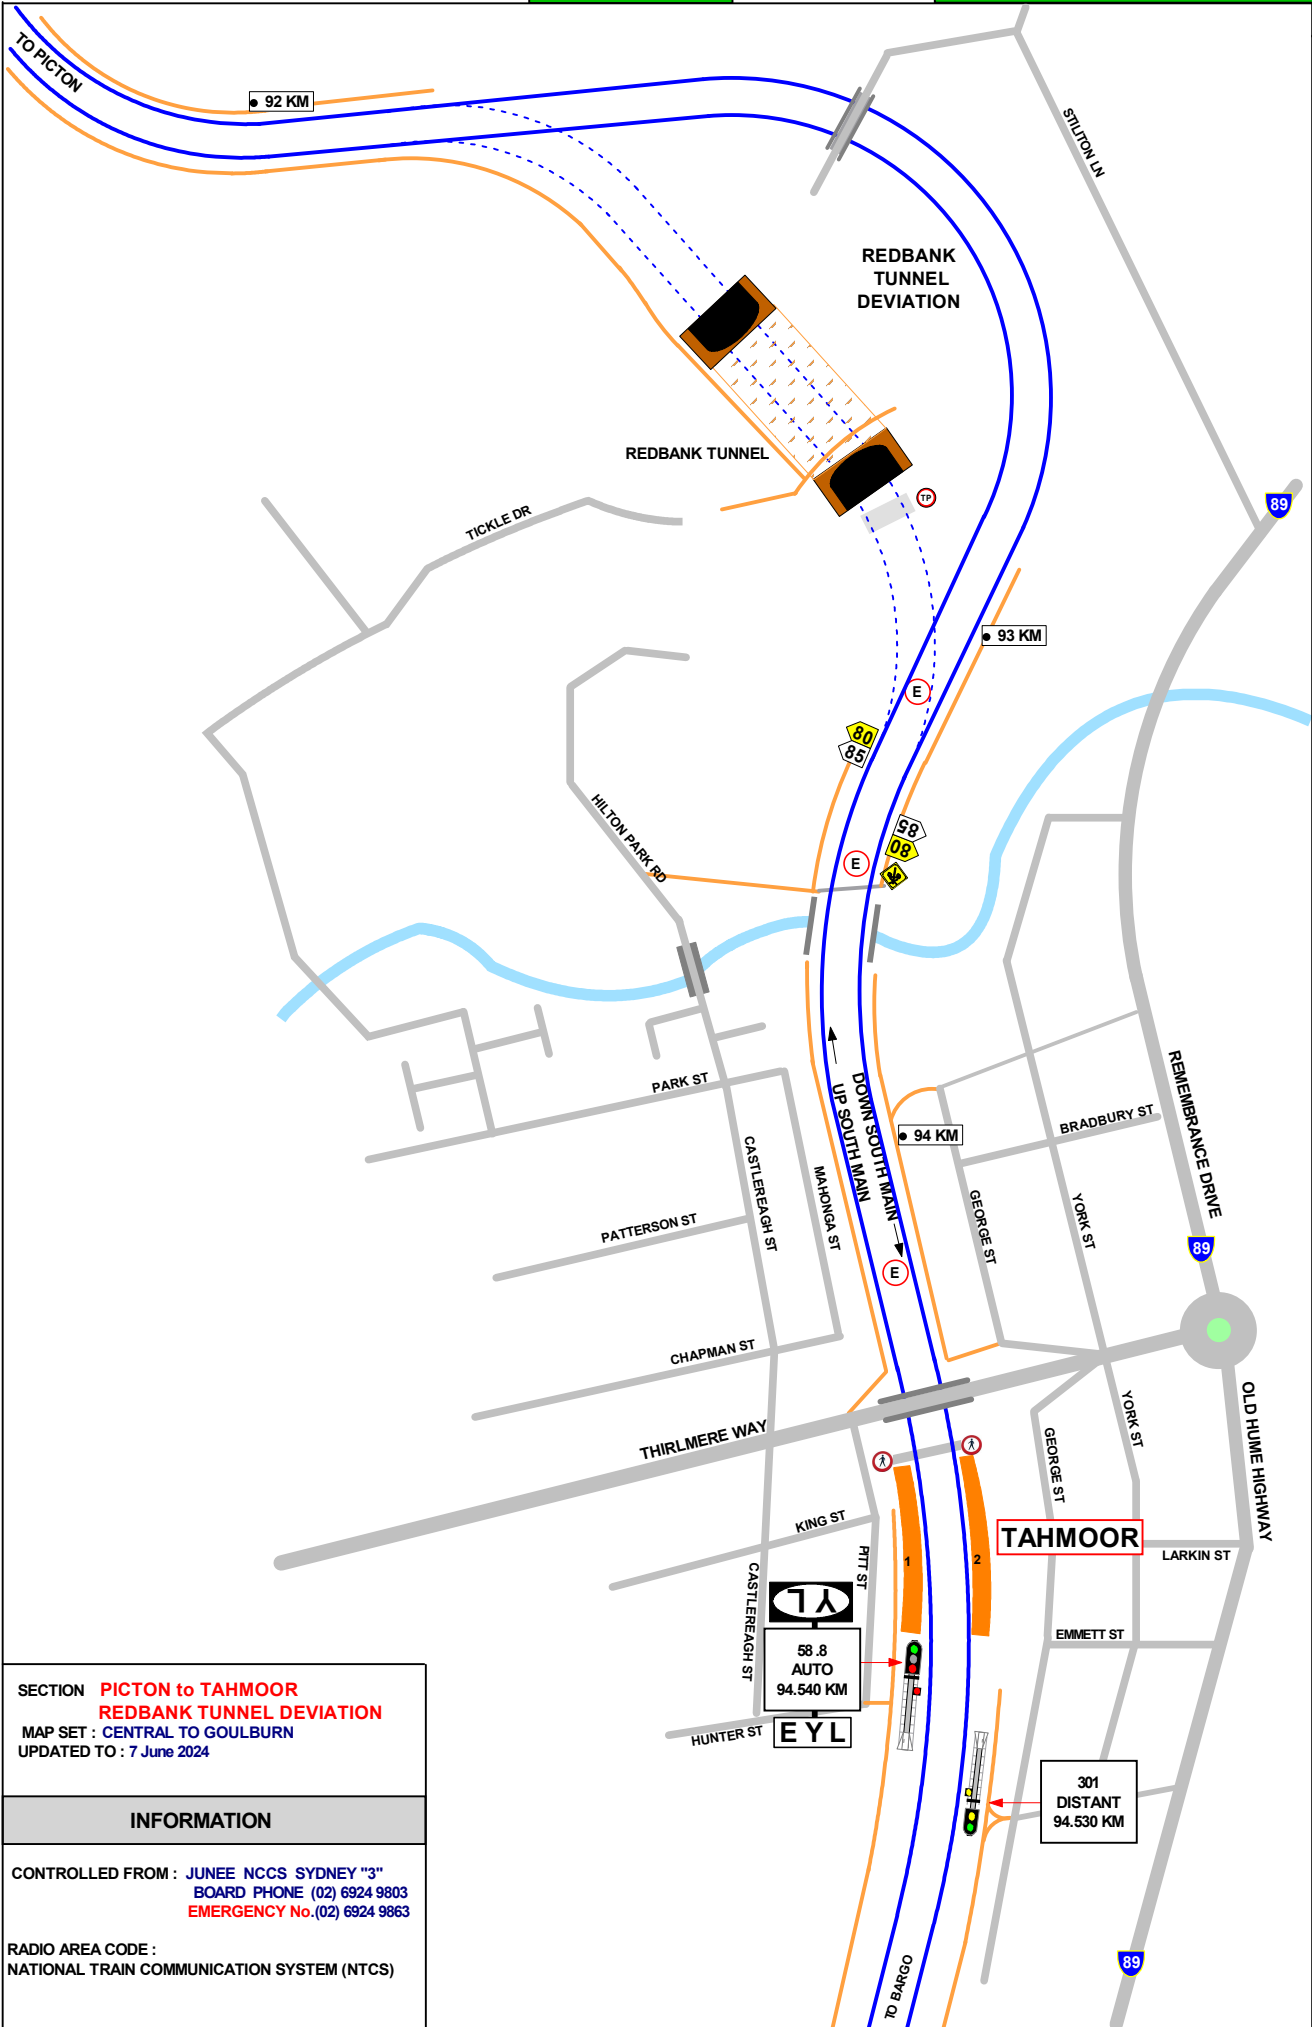 TO PICTON
92 KM
STILITON LN
REDBANK
TUNNEL
DEVIATION
REDBANK TUNNEL
TP
89
TICKLE DR
93 KM
E
80
85
HILTON PARK RD
85
80
E
PARK ST
DOWN SOUTH MAIN
UP SOUTH MAIN
94 KM
BRADBURY ST
REMEMBRANCE DRIVE
CASTLEREAGH ST
MAHONGA ST
GEORGE ST
YORK ST
PATTERSON ST
89
E
CHAPMAN ST
THIRLMERE WAY
GEORGE ST
YORK ST
OLD HUME HIGHWAY
KING ST
PITT ST
1
2
TAHMOOR
LARKIN ST
CASTLEREAGH ST
YL
58.8
AUTO
94.540 KM
EYL
EMMETT ST
HUNTER ST
301
DISTANT
94.530 KM
89
TO BARGO
SECTION PICTON to TAHMOOR
REDBANK TUNNEL DEVIATION
MAP SET : CENTRAL TO GOULBURN
UPDATED TO : 7 June 2024
INFORMATION
CONTROLLED FROM : JUNEE NCCS SYDNEY "3"
BOARD PHONE (02) 6924 9803
EMERGENCY No.(02) 6924 9863
RADIO AREA CODE :
NATIONAL TRAIN COMMUNICATION SYSTEM (NTCS)